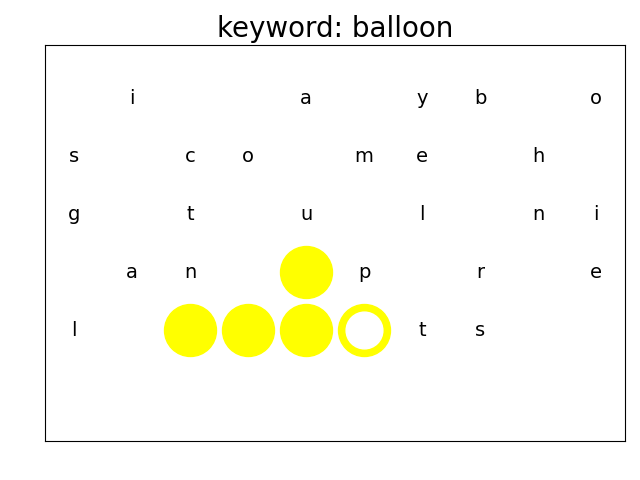 keyword: balloon
i a y b o
s c o m e h
g t u l n i
a n p r e
l t s